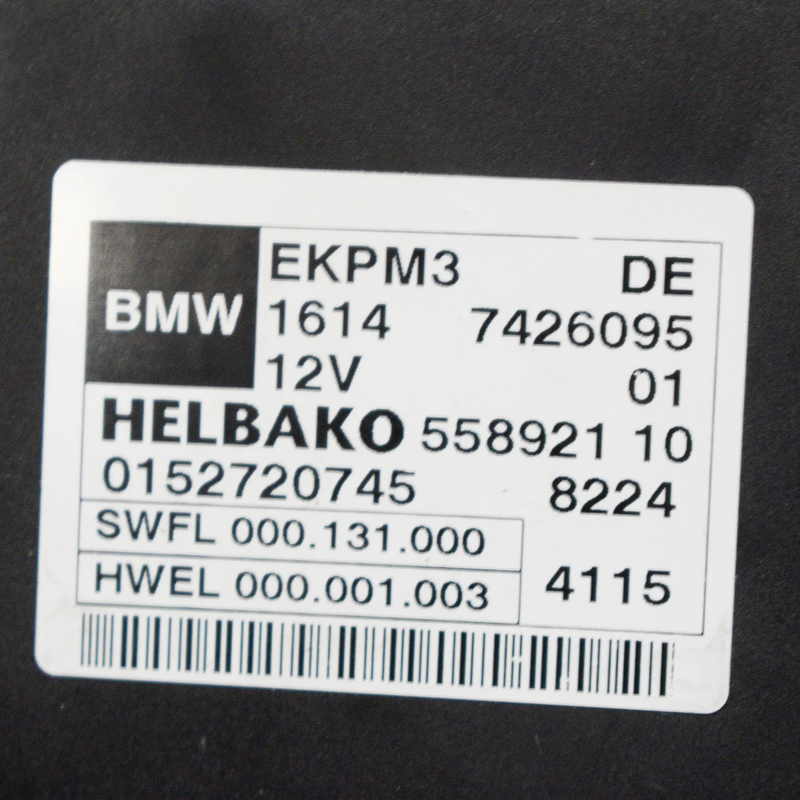 EKPM3 DE
BMW 1614 7426095
12V 01
HELBAKO 558921 10
0152720745 8224
SWFL 000.131.000
HWEL 000.001.003 4115